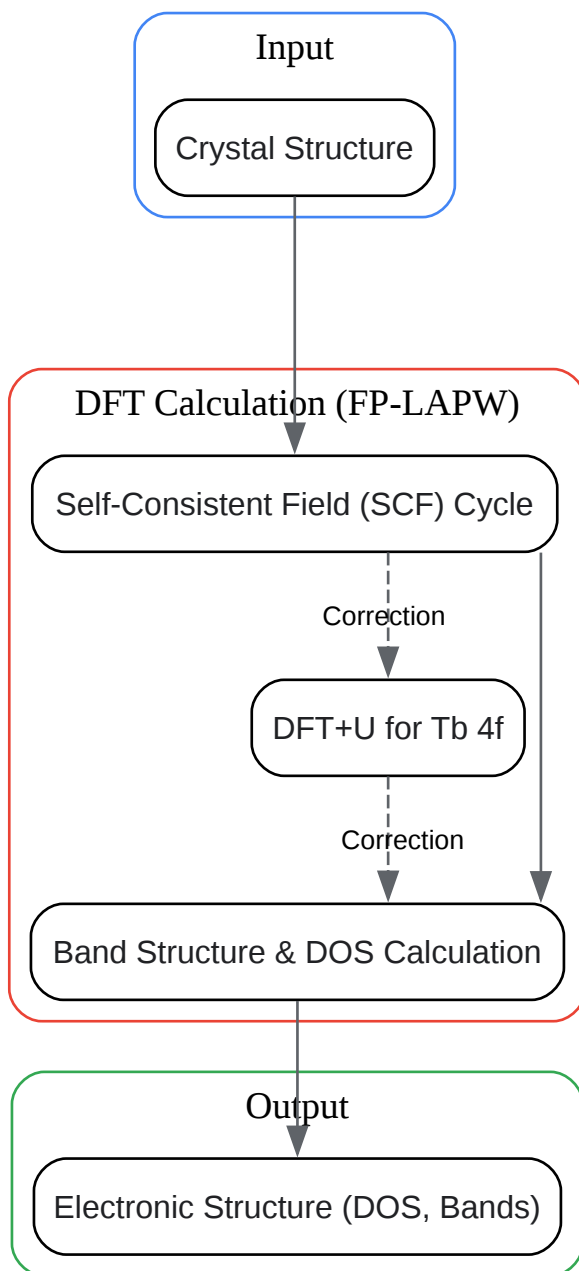 Input
Crystal Structure
DFT Calculation (FP-LAPW)
Self-Consistent Field (SCF) Cycle
Correction
DFT+U for Tb 4f
Correction
Band Structure & DOS Calculation
Output
Electronic Structure (DOS, Bands)